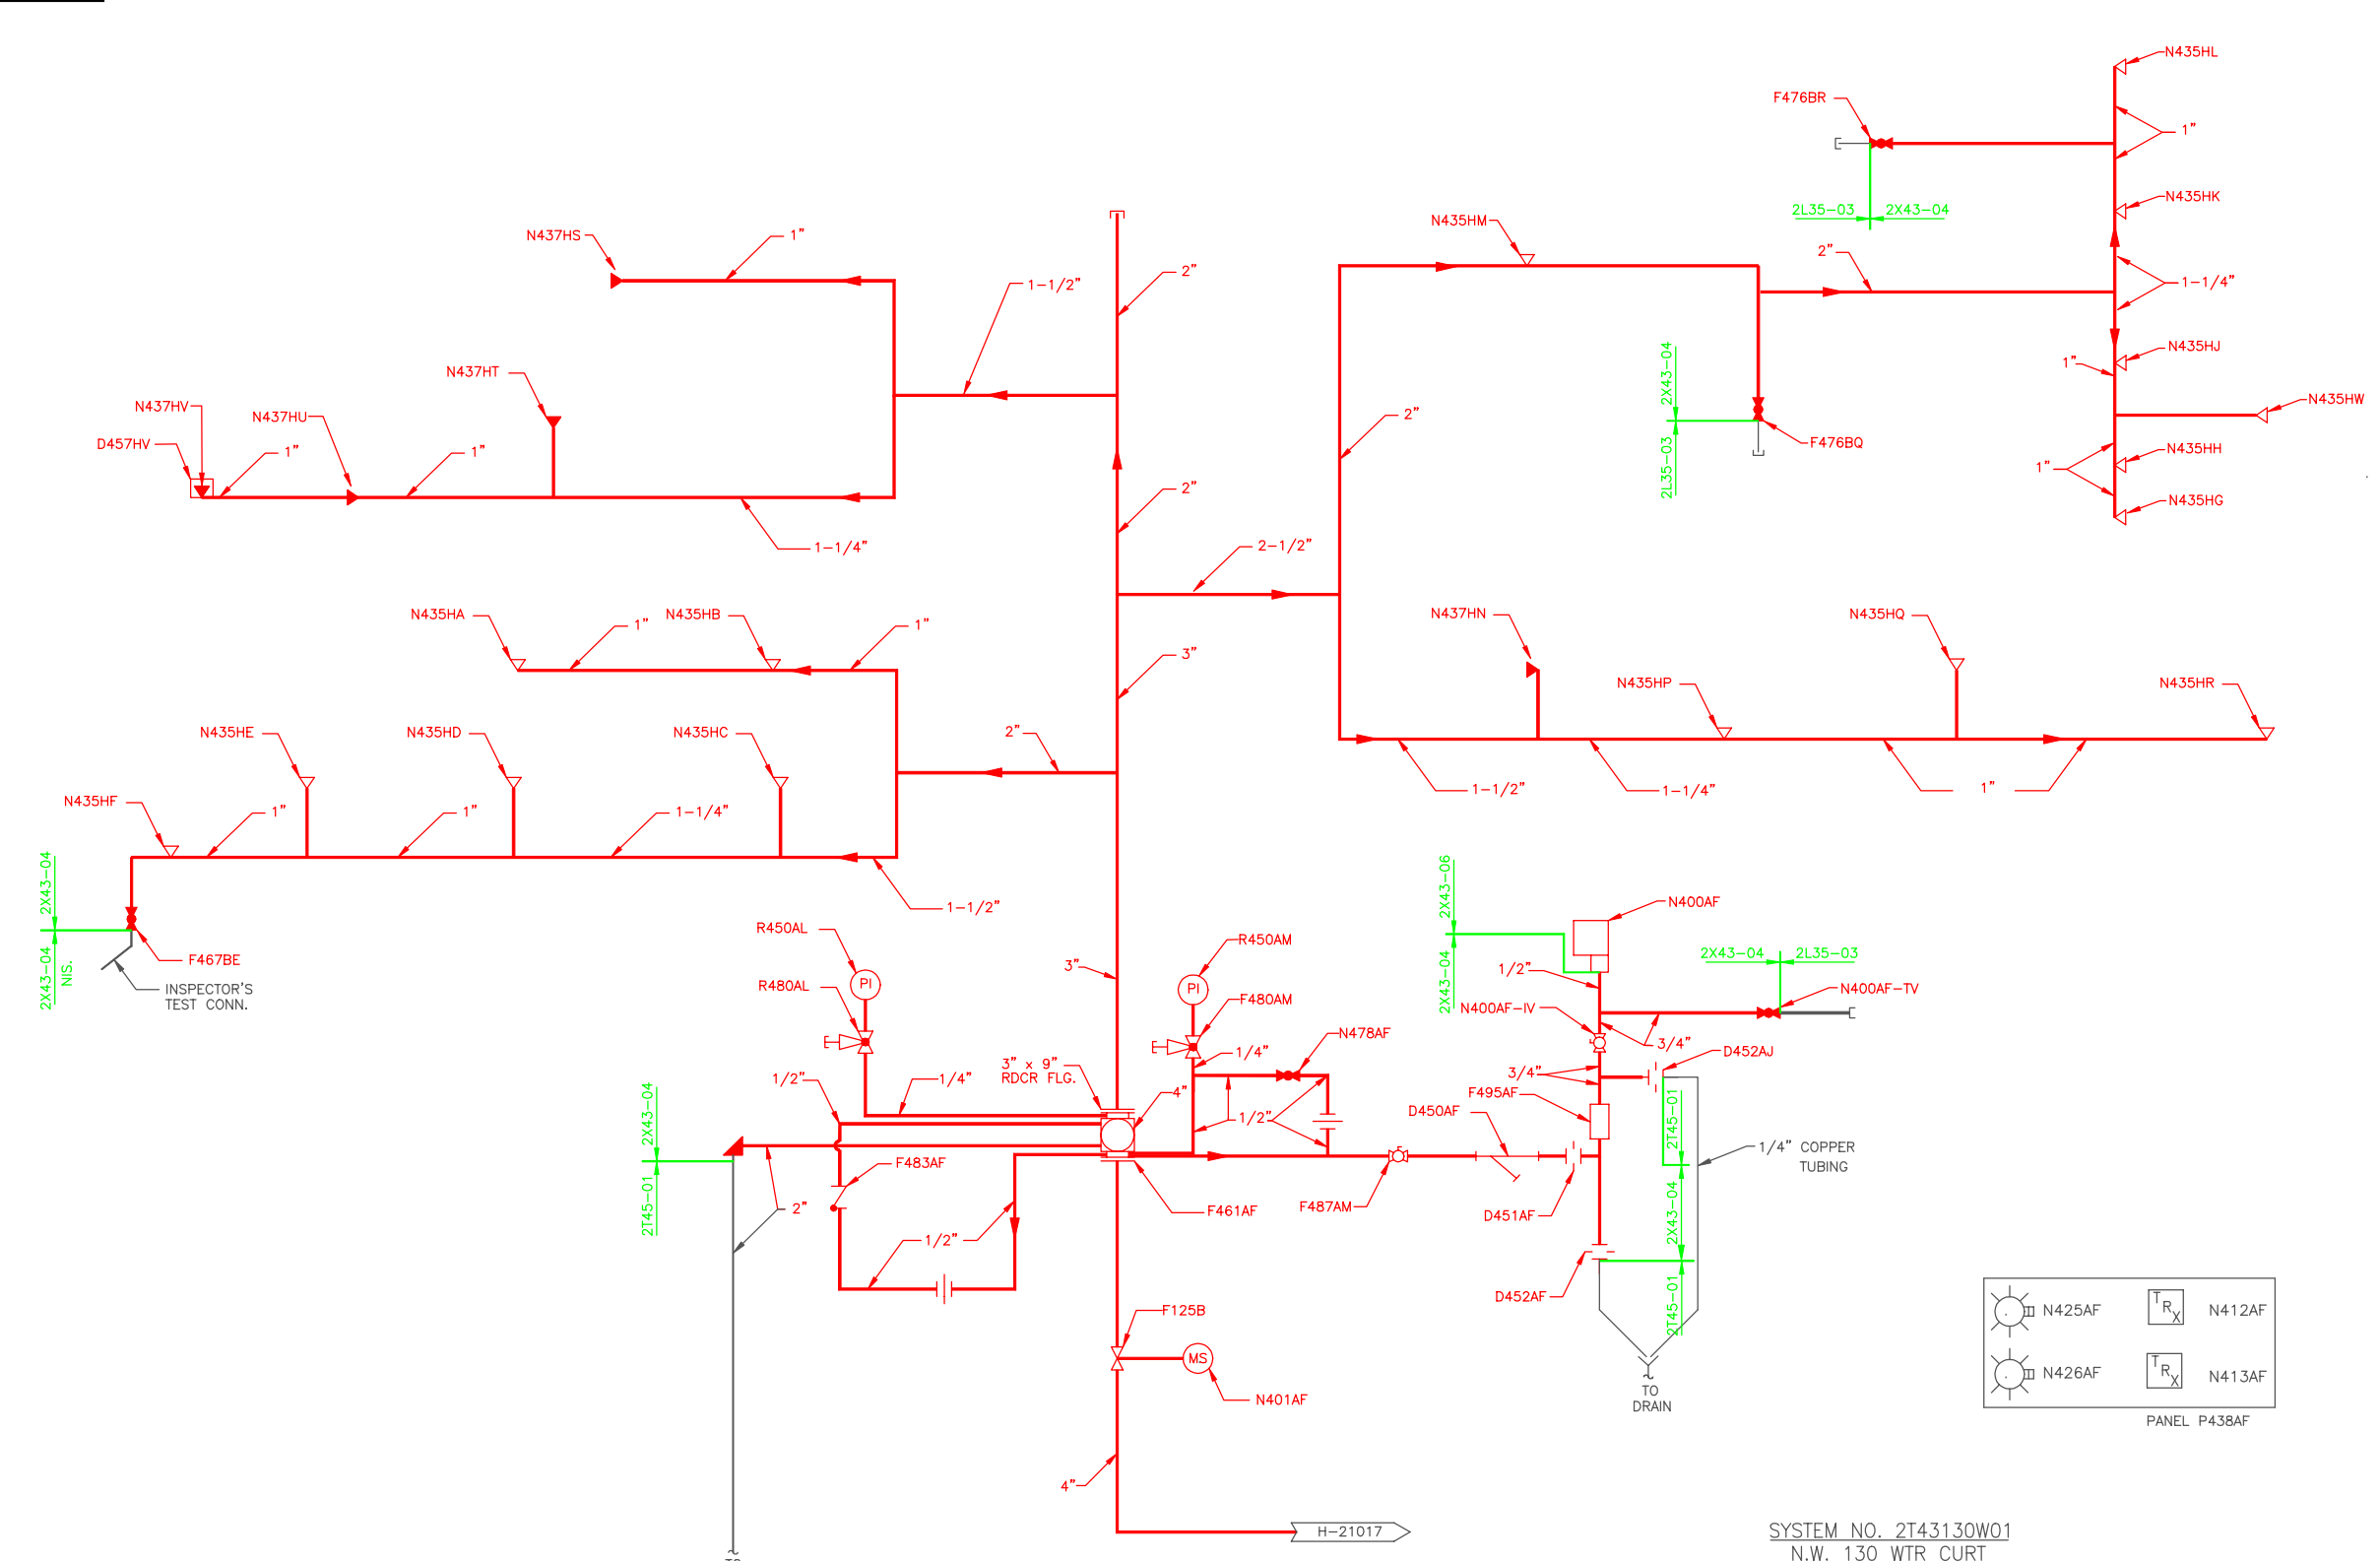 N435HL
F476BR
1"
N435HK
2L35-03
2X43-04
N435HM
N437HS
1"
2"
2"
1-1/2"
1-1/4"
N435HJ
1"
2X43-04
2L35-03
N437HT
N435HW
N437HV
N437HU
2"
D457HV
1"
1"
F476BQ
N435HH
1"
N435HG
2"
1-1/4"
2-1/2"
N435HA
1"
N435HB
1"
N437HN
N435HQ
3"
N435HP
N435HR
N435HE
N435HD
N435HC
2"
1-1/2"
1-1/4"
1"
N435HF
1"
1"
1-1/4"
2X43-04
2X43-04
NIS.
1-1/2"
F467BE
INSPECTOR'S
TEST CONN.
R450AL
R450AM
R480AL
PI
PI
3"
F480AM
2X43-06
2X43-04
N400AF
2X43-04
2L35-03
1/2"
N400AF-TV
N400AF-IV
3/4"
N478AF
1/4"
3" x 9"
RDCR FLG.
D452AJ
1/2"
1/4"
4"
3/4"
F495AF
1/2"
D450AF
2X43-04
2T45-01
2T45-01
1/4" COPPER
TUBING
F483AF
2"
F461AF
F487AM
D451AF
2X43-04
1/2"
D452AF
2T45-01
F125B
MS
N401AF
N425AF
TRX
N412AF
N426AF
TRX
N413AF
PANEL P438AF
TO
DRAIN
4"
H-21017
SYSTEM NO. 2T43130W01
N.W. 130 WTR CURT